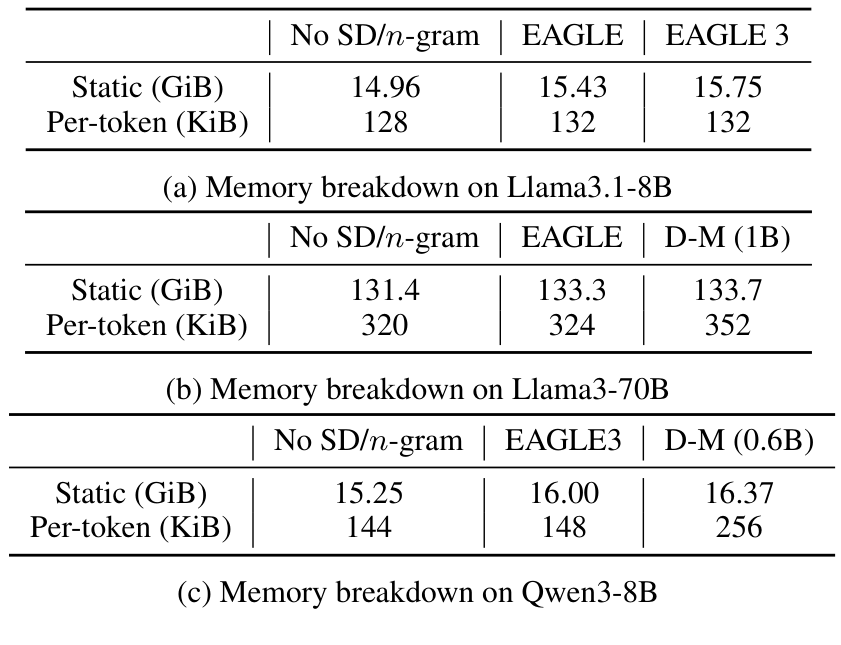 No SD/n-gram EAGLE EAGLE 3
Static (GiB) 14.96 15.43 15.75
Per-token (KiB) 128 132 132
(a) Memory breakdown on Llama3.1-8B
No SD/n-gram EAGLE D-M (1B)
Static (GiB) 131.4 133.3 133.7
Per-token (KiB) 320 324 352
(b) Memory breakdown on Llama3-70B
No SD/n-gram EAGLE3 D-M (0.6B)
Static (GiB) 15.25 16.00 16.37
Per-token (KiB) 144 148 256
(c) Memory breakdown on Qwen3-8B